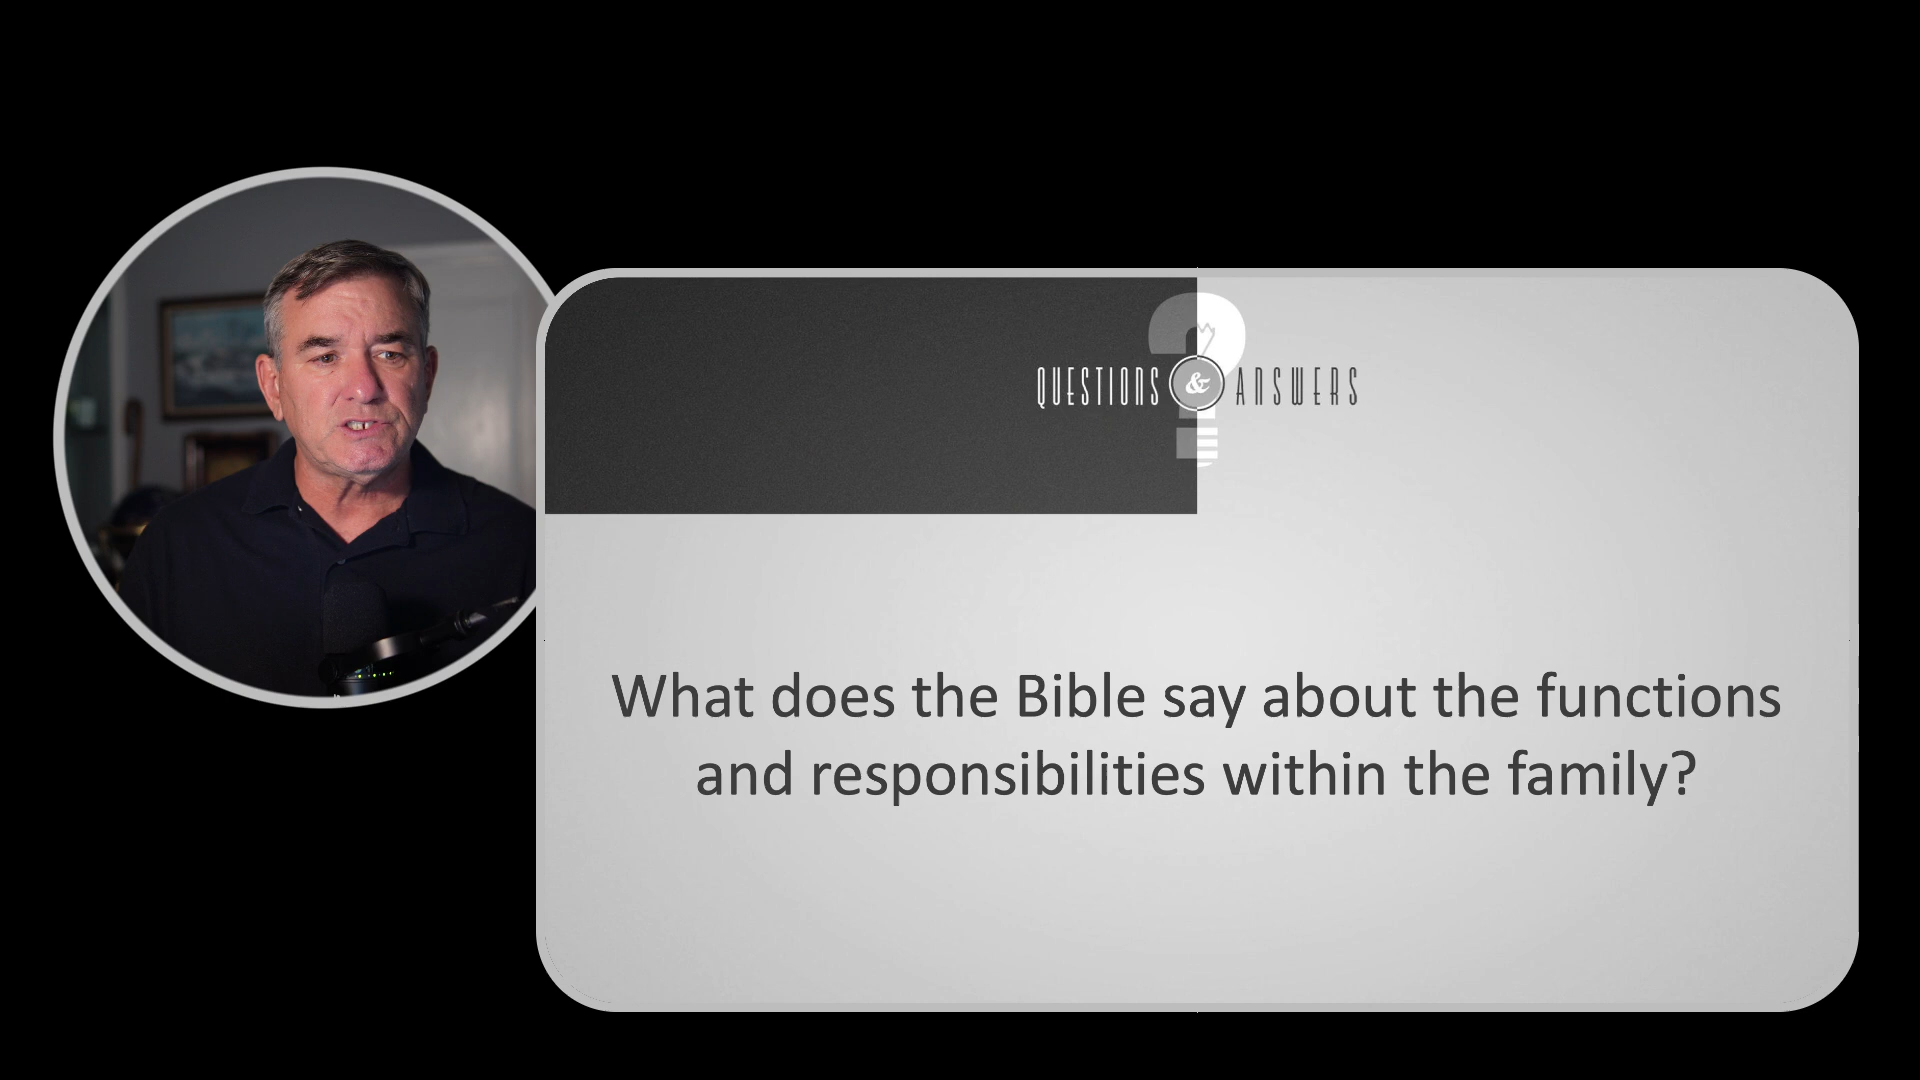 QUESTIONS & ANSWERS
What does the Bible say about the functions
and responsibilities within the family?